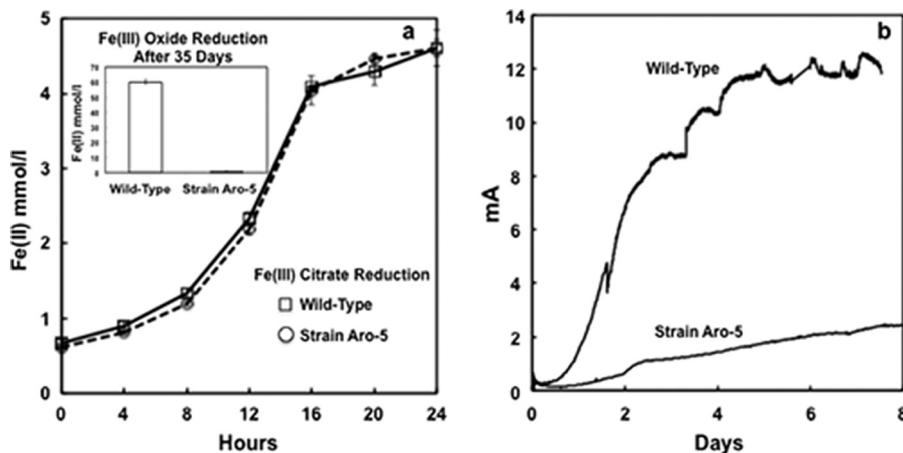 a
Fe(III) Oxide Reduction
After 35 Days
70
60
50
40
30
20
10
0
Fe(II) mmol/l
Wild-Type
Strain Aro-5
5
4
3
2
1
0
Fe(II) mmol/l
Fe(III) Citrate Reduction
Wild-Type
Strain Aro-5
0 4 8 12 16 20 24
Hours
b
14
12
10
8
6
4
2
0
mA
Wild-Type
Strain Aro-5
0 2 4 6 8
Days